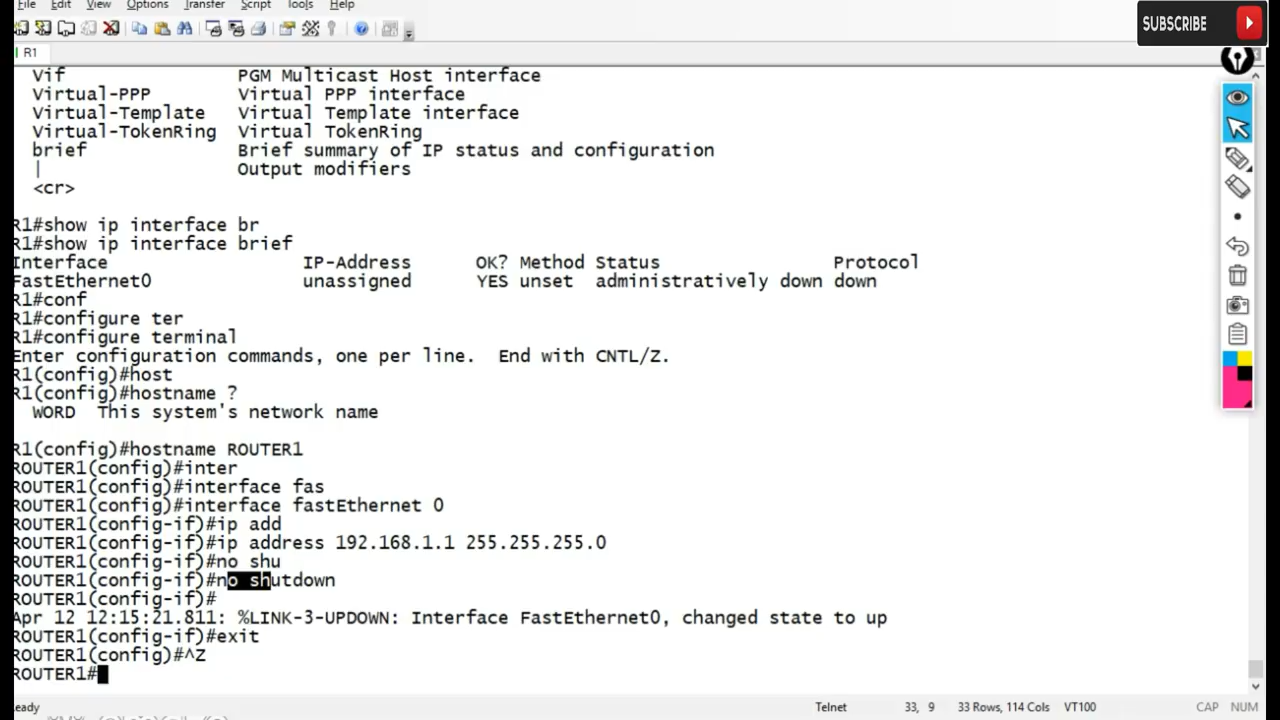 File Edit View Options Transfer Script Tools Help
SUBSCRIBE
R1
Vif PGM Multicast Host interface
Virtual-PPP Virtual PPP interface
Virtual-Template Virtual Template interface
Virtual-TokenRing Virtual TokenRing
brief Brief summary of IP status and configuration
| Output modifiers
<cr>
R1#show ip interface br
R1#show ip interface brief
Interface IP-Address OK? Method Status Protocol
FastEthernet0 unassigned YES unset administratively down down
R1#conf
R1#configure ter
R1#configure terminal
Enter configuration commands, one per line. End with CNTL/Z.
R1(config)#host
R1(config)#hostname ?
WORD This system's network name
R1(config)#hostname ROUTER1
ROUTER1(config)#inter
ROUTER1(config)#interface fas
ROUTER1(config)#interface fastEthernet 0
ROUTER1(config-if)#ip add
ROUTER1(config-if)#ip address 192.168.1.1 255.255.255.0
ROUTER1(config-if)#no shu
ROUTER1(config-if)#no shutdown
ROUTER1(config-if)#
Apr 12 12:15:21.811: %LINK-3-UPDOWN: Interface FastEthernet0, changed state to up
ROUTER1(config-if)#exit
ROUTER1(config)#^Z
ROUTER1#
eady Telnet 33, 9 33 Rows, 114 Cols VT100 CAP NUM